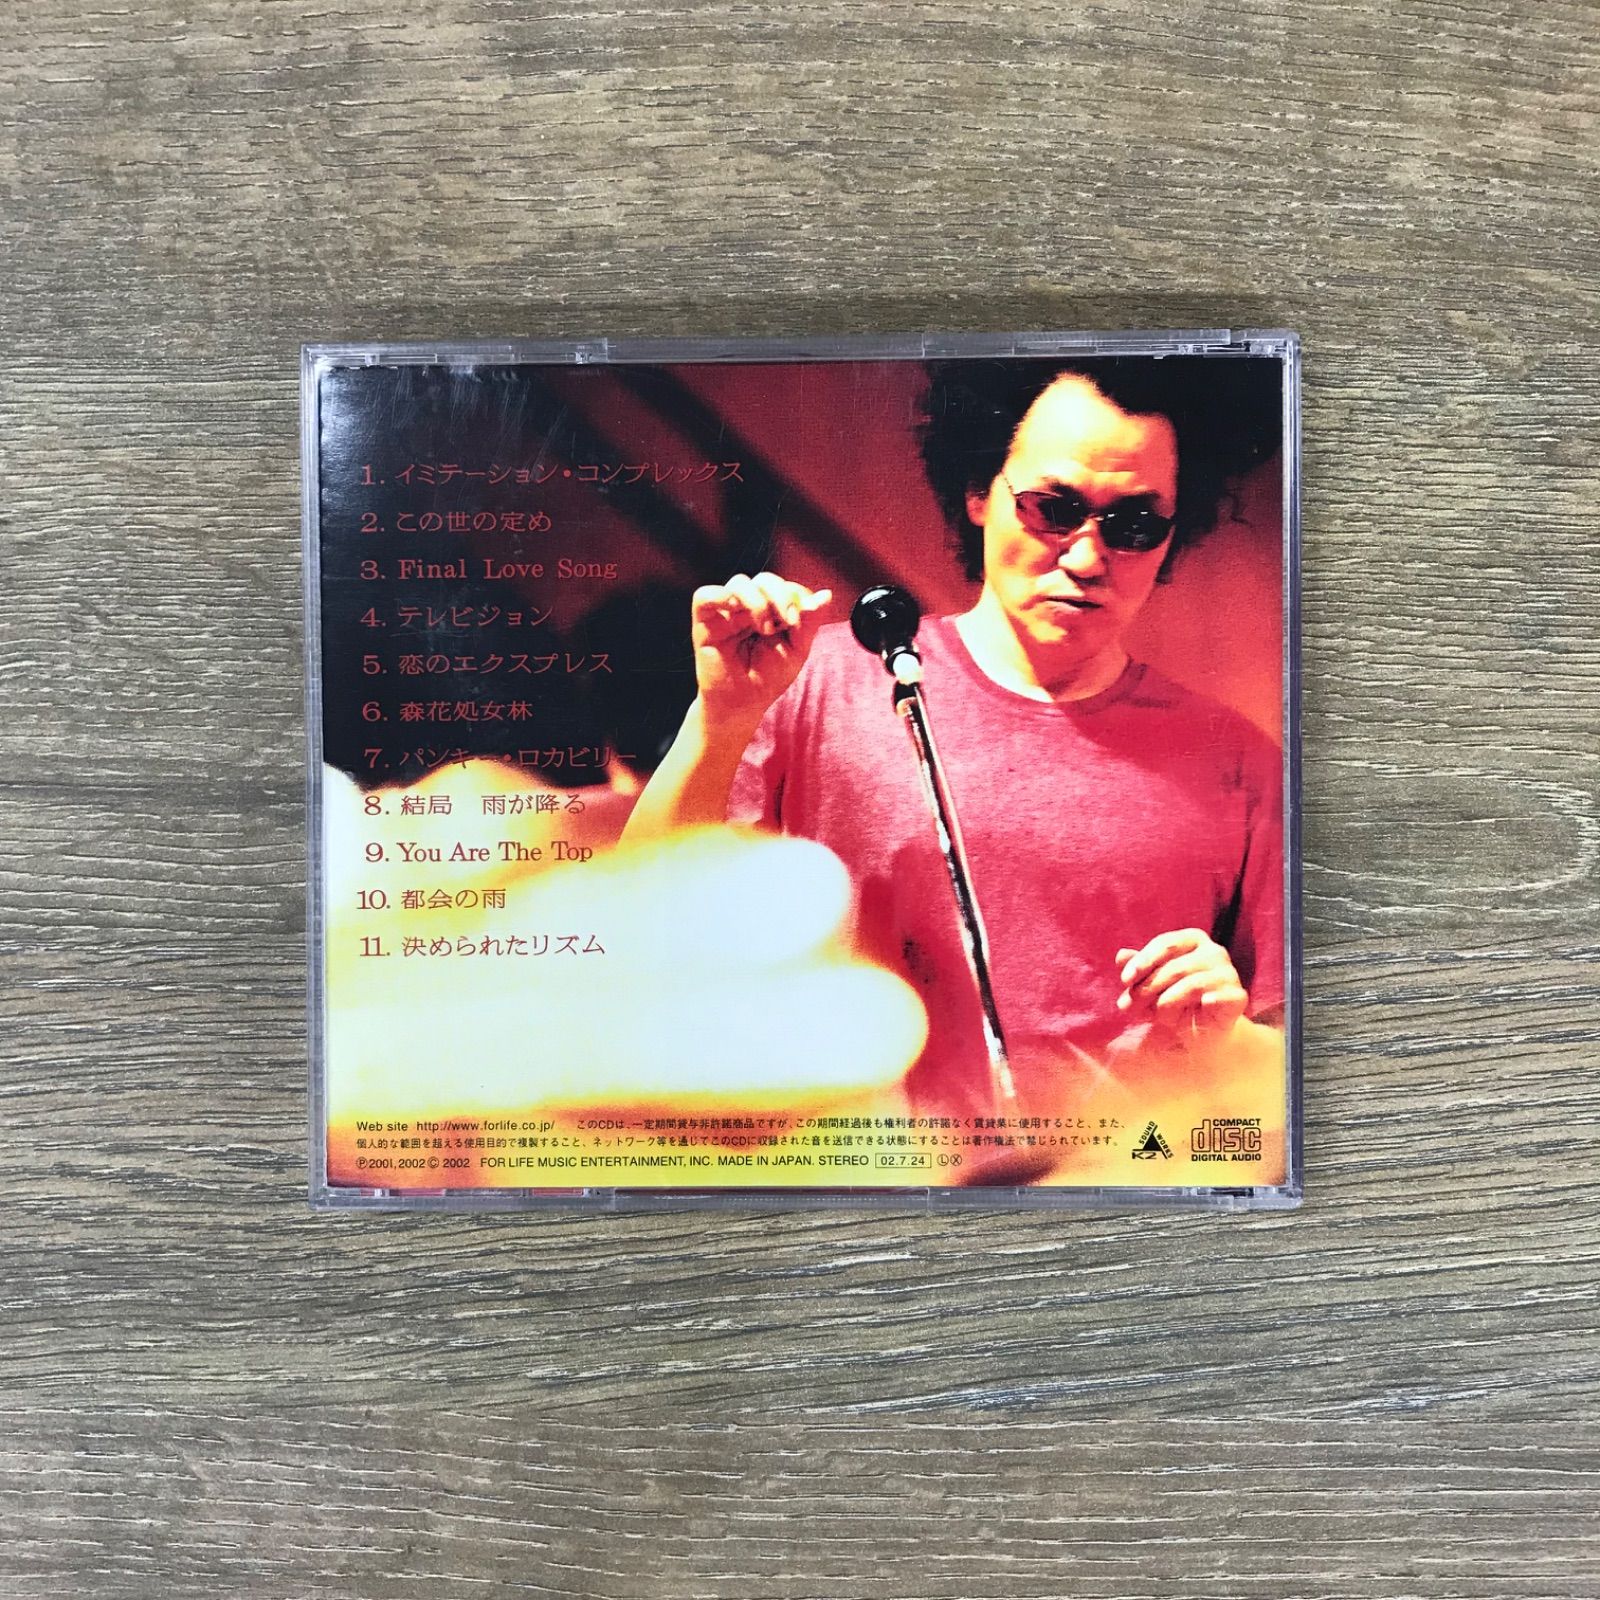 1. イミテーション・コンプレックス
2. この世の定め
3. Final Love Song
4. テレビジョン
5. 恋のエクスプレス
6. 森花処女林
7. パンキー・ロカビリー
8. 結局　雨が降る
9. You Are The Top
10. 都会の雨
11. 決められたリズム
Web site http://www.forlife.co.jp/ このCDは、一定期間貸与非許諾商品ですが、この期間経過後も権利者の許諾なく賃貸業に使用すること、また、
個人的な範囲を超える使用目的で複製すること、ネットワーク等を通じてこのCDに収録された音を送信できる状態にすることは著作権法で禁じられています。
Ⓟ2001, 2002 Ⓒ 2002 FOR LIFE MUSIC ENTERTAINMENT, INC. MADE IN JAPAN. STEREO 02.7.24 Ⓛ Ⓧ
SOUND WORKS
K2
COMPACT
disc
DIGITAL AUDIO